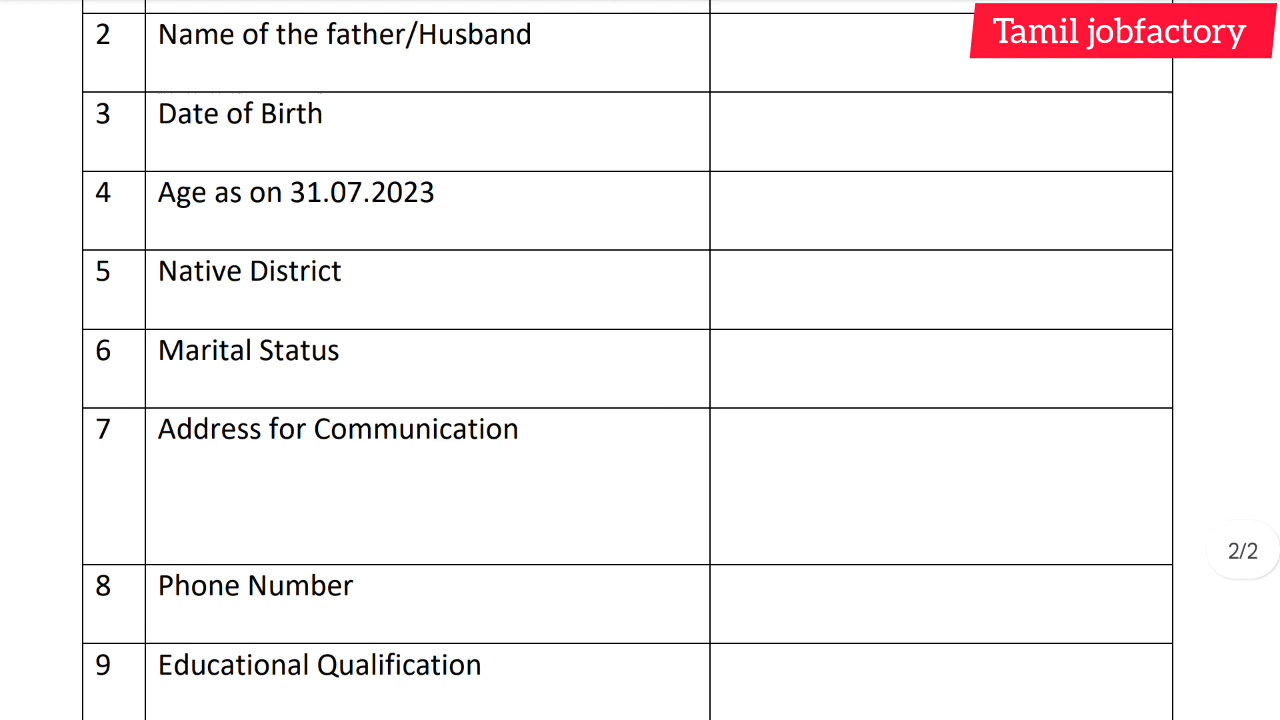 Tamil jobfactory
2 Name of the father/Husband
3 Date of Birth
4 Age as on 31.07.2023
5 Native District
6 Marital Status
7 Address for Communication
2/2
8 Phone Number
9 Educational Qualification